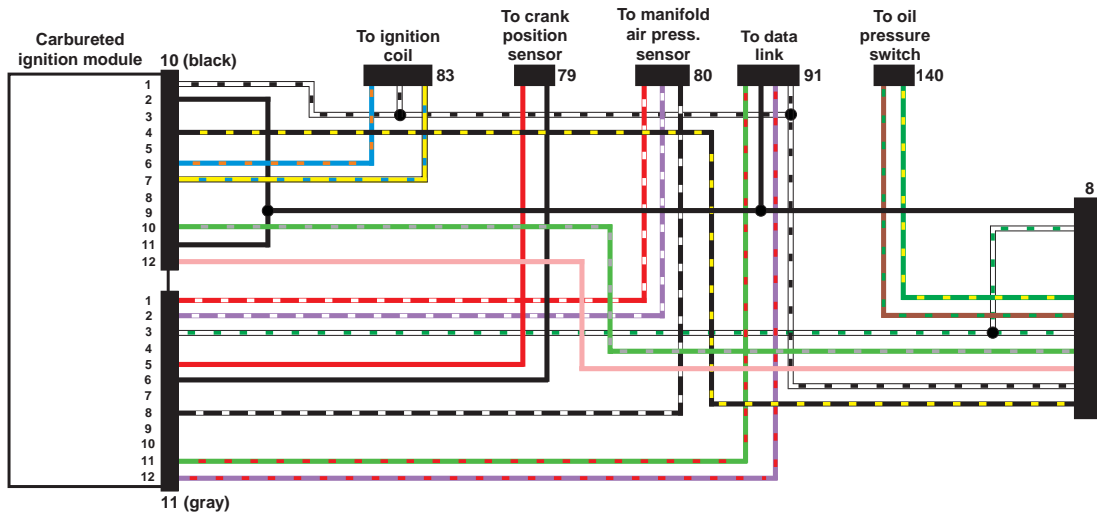 Carbureted
ignition module
10 (black)
To ignition
coil
83
To crank
position
sensor
79
To manifold
air press.
sensor
80
To data
link
91
To oil
pressure
switch
140
1
2
3
4
5
6
7
8
9
10
11
12
1
2
3
4
5
6
7
8
9
10
11
12
11 (gray)
8